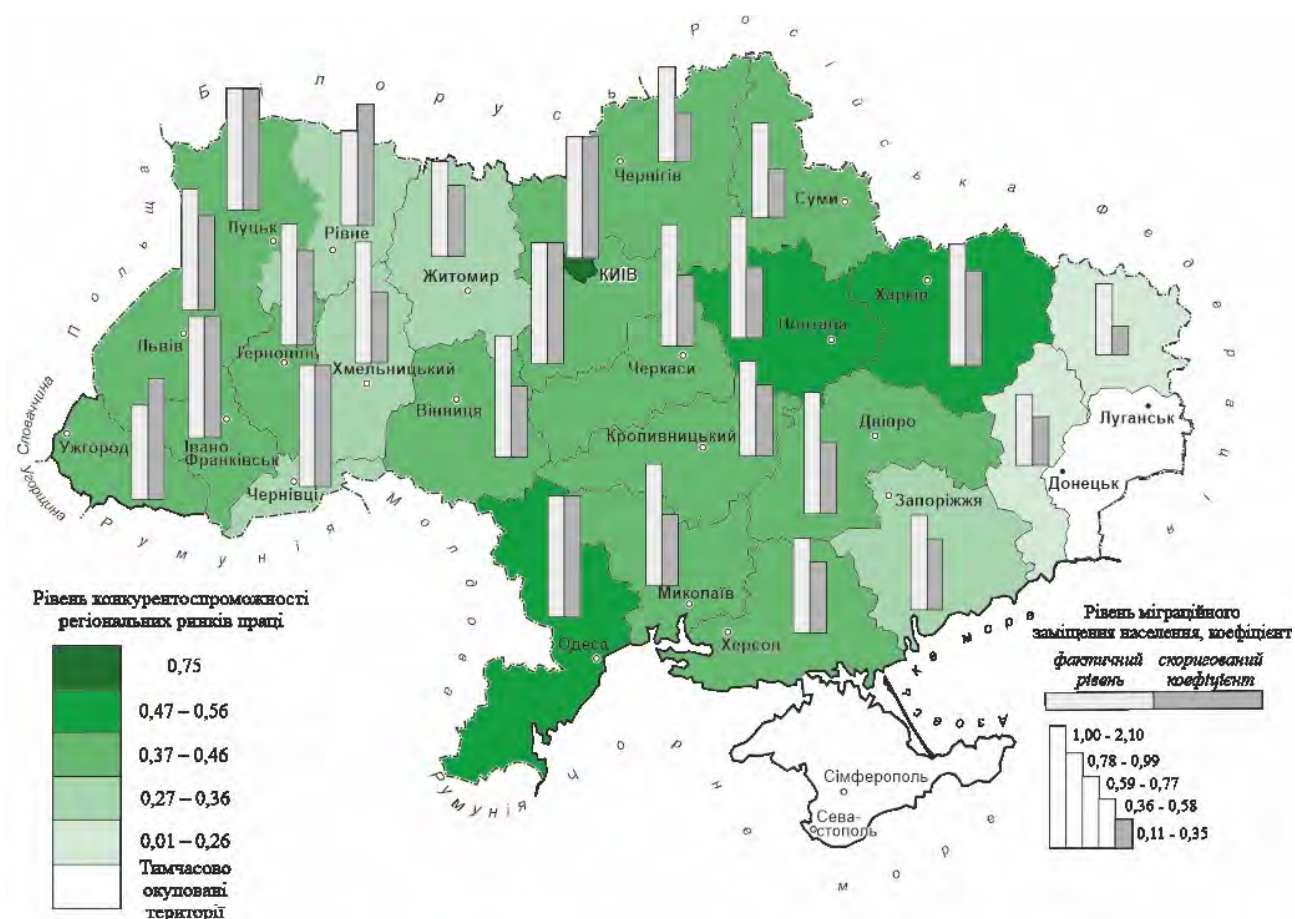 Білорусь
Російська Федерація
Польща
Словаччина
Угорщина
Румунія
Молдова
Румунія
Чорне море
Азовське море
Чернігів
Суми
Луцьк
Рівне
Житомир
КИЇВ
Харків
Полтава
Львів
Тернопіль
Хмельницький
Черкаси
Вінниця
Луганськ
Ужгород
Івано
Франківськ
Кропивницький
Дніпро
Чернівці
Запоріжжя
Донецьк
Миколаїв
Одеса
Херсон
Сімферополь
Сева-
стополь
Рівень конкурентоспроможності
регіональних ринків праці
0,75
0,47 – 0,56
0,37 – 0,46
0,27 – 0,36
0,01 – 0,26
Тимчасово
окуповані
території
Рівень міграційного
заміщення населення, коефіцієнт
фактичний скоригований
рівень коефіцієнт
1,00 - 2,10
0,78 - 0,99
0,59 - 0,77
0,36 - 0,58
0,11 - 0,35